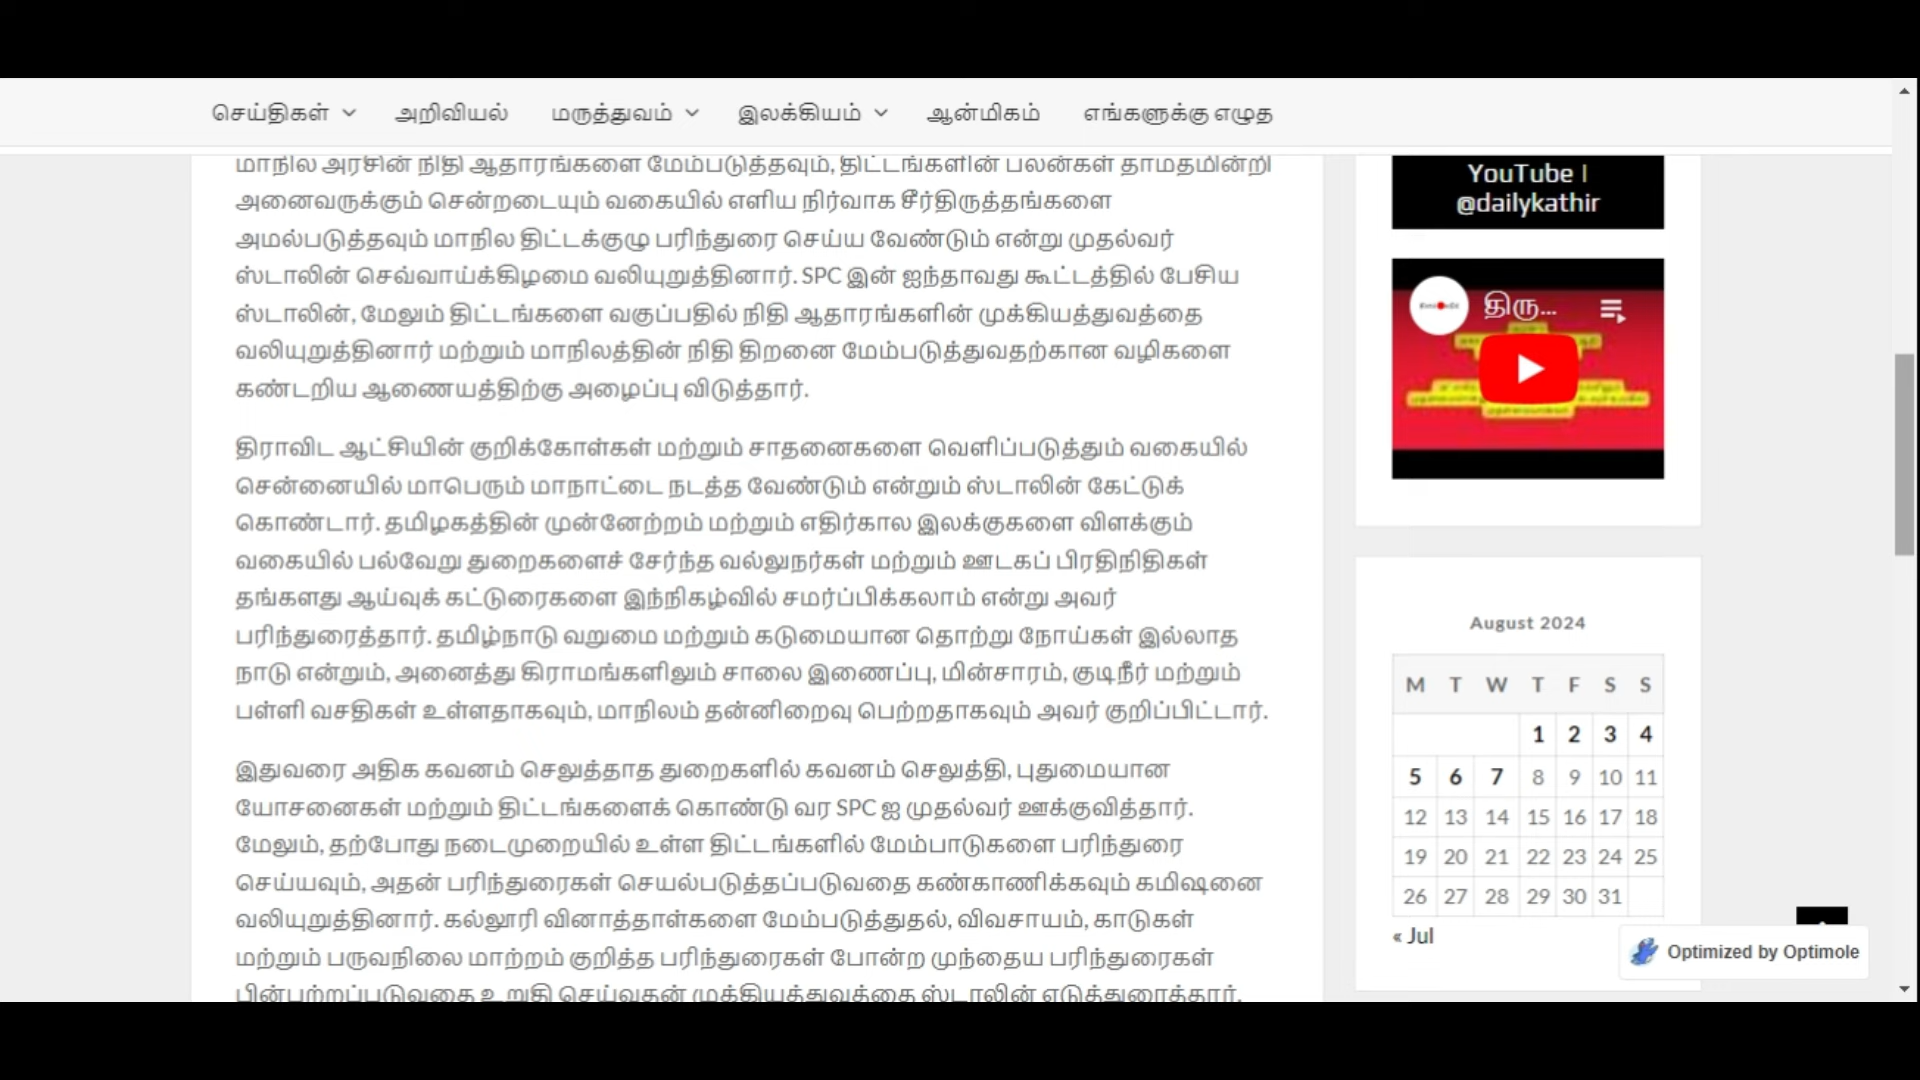 செய்திகள் அறிவியல் மருத்துவம் இலக்கியம் ஆன்மிகம் எங்களுக்கு எழுத
மாநில அரசின் நிதி ஆதாரங்களை மேம்படுத்தவும், திட்டங்களின் பலன்கள் தாமதமின்றி
அனைவருக்கும் சென்றடையும் வகையில் எளிய நிர்வாக சீர்திருத்தங்களை
அமல்படுத்தவும் மாநில திட்டக்குழு பரிந்துரை செய்ய வேண்டும் என்று முதல்வர்
ஸ்டாலின் செவ்வாய்க்கிழமை வலியுறுத்தினார். SPC இன் ஐந்தாவது கூட்டத்தில் பேசிய
ஸ்டாலின், மேலும் திட்டங்களை வகுப்பதில் நிதி ஆதாரங்களின் முக்கியத்துவத்தை
வலியுறுத்தினார் மற்றும் மாநிலத்தின் நிதி திறனை மேம்படுத்துவதற்கான வழிகளை
கண்டறிய ஆணையத்திற்கு அழைப்பு விடுத்தார்.
திராவிட ஆட்சியின் குறிக்கோள்கள் மற்றும் சாதனைகளை வெளிப்படுத்தும் வகையில்
சென்னையில் மாபெரும் மாநாட்டை நடத்த வேண்டும் என்றும் ஸ்டாலின் கேட்டுக்
கொண்டார். தமிழகத்தின் முன்னேற்றம் மற்றும் எதிர்கால இலக்குகளை விளக்கும்
வகையில் பல்வேறு துறைகளைச் சேர்ந்த வல்லுநர்கள் மற்றும் ஊடகப் பிரதிநிதிகள்
தங்களது ஆய்வுக் கட்டுரைகளை இந்நிகழ்வில் சமர்ப்பிக்கலாம் என்று அவர்
பரிந்துரைத்தார். தமிழ்நாடு வறுமை மற்றும் கடுமையான தொற்று நோய்கள் இல்லாத
நாடு என்றும், அனைத்து கிராமங்களிலும் சாலை இணைப்பு, மின்சாரம், குடிநீர் மற்றும்
பள்ளி வசதிகள் உள்ளதாகவும், மாநிலம் தன்னிறைவு பெற்றதாகவும் அவர் குறிப்பிட்டார்.
இதுவரை அதிக கவனம் செலுத்தாத துறைகளில் கவனம் செலுத்தி, புதுமையான
யோசனைகள் மற்றும் திட்டங்களைக் கொண்டு வர SPC ஐ முதல்வர் ஊக்குவித்தார்.
மேலும், தற்போது நடைமுறையில் உள்ள திட்டங்களில் மேம்பாடுகளை பரிந்துரை
செய்யவும், அதன் பரிந்துரைகள் செயல்படுத்தப்படுவதை கண்காணிக்கவும் கமிஷனை
வலியுறுத்தினார். கல்லூரி வினாத்தாள்களை மேம்படுத்துதல், விவசாயம், காடுகள்
மற்றும் பருவநிலை மாற்றம் குறித்த பரிந்துரைகள் போன்ற முந்தைய பரிந்துரைகள்
பின்பற்றப்படுவதை உறுதி செய்வதன் முக்கியத்துவத்தை ஸ்டாலின் எடுத்துரைத்தார்.
YouTube |
@dailykathir
திரு...
August 2024
M T W T F S S
1 2 3 4
5 6 7 8 9 10 11
12 13 14 15 16 17 18
19 20 21 22 23 24 25
26 27 28 29 30 31
« Jul
Optimized by Optimole